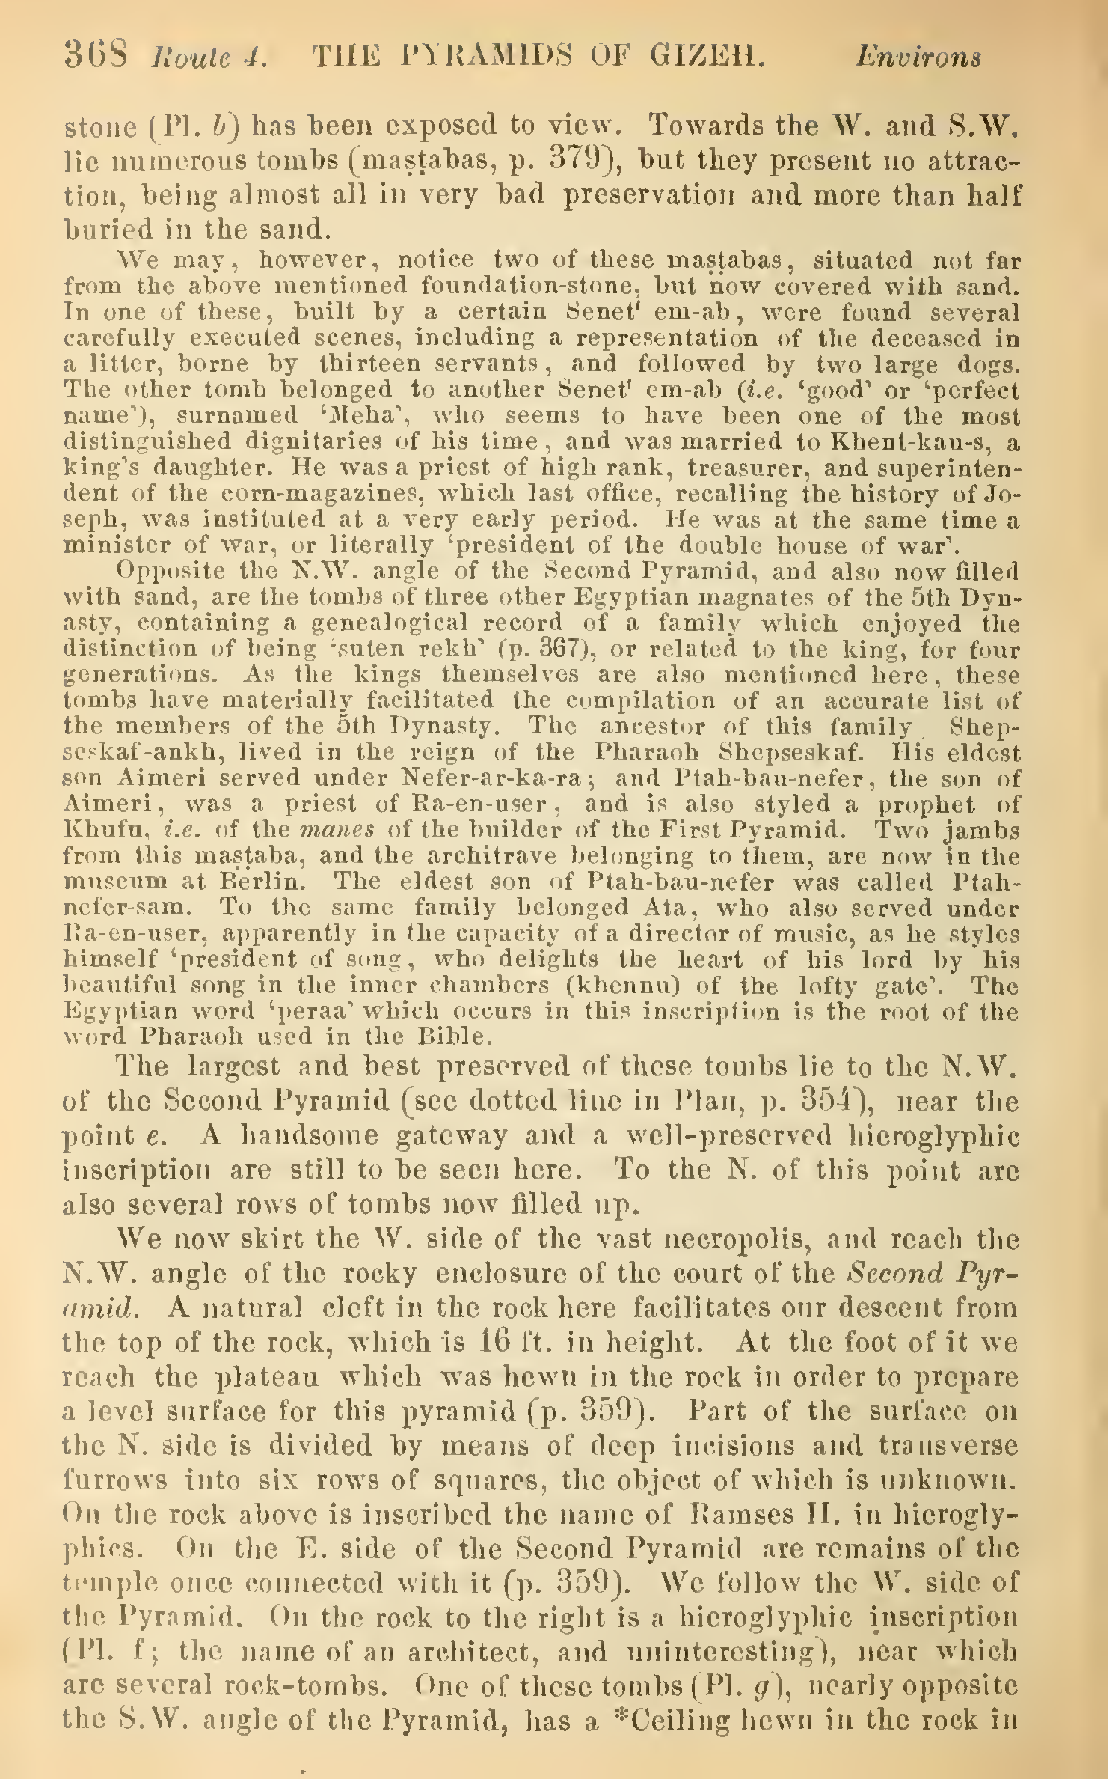 368 Route 4. THE PYRAMIDS OF GIZEH. Environs
stone (Pl. b) has been exposed to view. Towards the W. and S.W.
lie numerous tombs (mastabas, p. 379), but they present no attrac-
tion, being almost all in very bad preservation and more than half
buried in the sand.
We may, however, notice two of these mastabas, situated not far
from the above mentioned foundation-stone, but now covered with sand.
In one of these, built by a certain Senet' em-ab, were found several
carefully executed scenes, including a representation of the deceased in
a litter, borne by thirteen servants, and followed by two large dogs.
The other tomb belonged to another Senet' em-ab (i.e. 'good' or 'perfect
name'), surnamed 'Meha', who seems to have been one of the most
distinguished dignitaries of his time, and was married to Khent-kau-s, a
king's daughter. He was a priest of high rank, treasurer, and superinten-
dent of the corn-magazines, which last office, recalling the history of Jo-
seph, was instituted at a very early period. He was at the same time a
minister of war, or literally 'president of the double house of war'.
Opposite the N.W. angle of the Second Pyramid, and also now filled
with sand, are the tombs of three other Egyptian magnates of the 5th Dyn-
asty, containing a genealogical record of a family which enjoyed the
distinction of being 'suten rekh' (p. 367), or related to the king, for four
generations. As the kings themselves are also mentioned here, these
tombs have materially facilitated the compilation of an accurate list of
the members of the 5th Dynasty. The ancestor of this family Shep-
seskaf-ankh, lived in the reign of the Pharaoh Shepseskaf. His eldest
son Aimeri served under Nefer-ar-ka-ra; and Ptah-bau-nefer, the son of
Aimeri, was a priest of Ra-en-user, and is also styled a prophet of
Khufu, i.e. of the manes of the builder of the First Pyramid. Two jambs
from this mastaba, and the architrave belonging to them, are now in the
museum at Berlin. The eldest son of Ptah-bau-nefer was called Ptah-
nefer-sam. To the same family belonged Ata, who also served under
Ra-en-user, apparently in the capacity of a director of music, as he styles
himself 'president of song, who delights the heart of his lord by his
beautiful song in the inner chambers (khennu) of the lofty gate'. The
Egyptian word 'peraa' which occurs in this inscription is the root of the
word Pharaoh used in the Bible.
The largest and best preserved of these tombs lie to the N.W.
of the Second Pyramid (see dotted line in Plan, p. 354), near the
point e. A handsome gateway and a well-preserved hieroglyphic
inscription are still to be seen here. To the N. of this point are
also several rows of tombs now filled up.
We now skirt the W. side of the vast necropolis, and reach the
N.W. angle of the rocky enclosure of the court of the Second Pyr-
amid. A natural cleft in the rock here facilitates our descent from
the top of the rock, which is 16 ft. in height. At the foot of it we
reach the plateau which was hewn in the rock in order to prepare
a level surface for this pyramid (p. 359). Part of the surface on
the N. side is divided by means of deep incisions and transverse
furrows into six rows of squares, the object of which is unknown.
On the rock above is inscribed the name of Ramses II. in hierogly-
phics. On the E. side of the Second Pyramid are remains of the
temple once connected with it (p. 359). We follow the W. side of
the Pyramid. On the rock to the right is a hieroglyphic inscription
(Pl. f; the name of an architect, and uninteresting), near which
are several rock-tombs. One of these tombs (Pl. g), nearly opposite
the S.W. angle of the Pyramid, has a *Ceiling hewn in the rock in